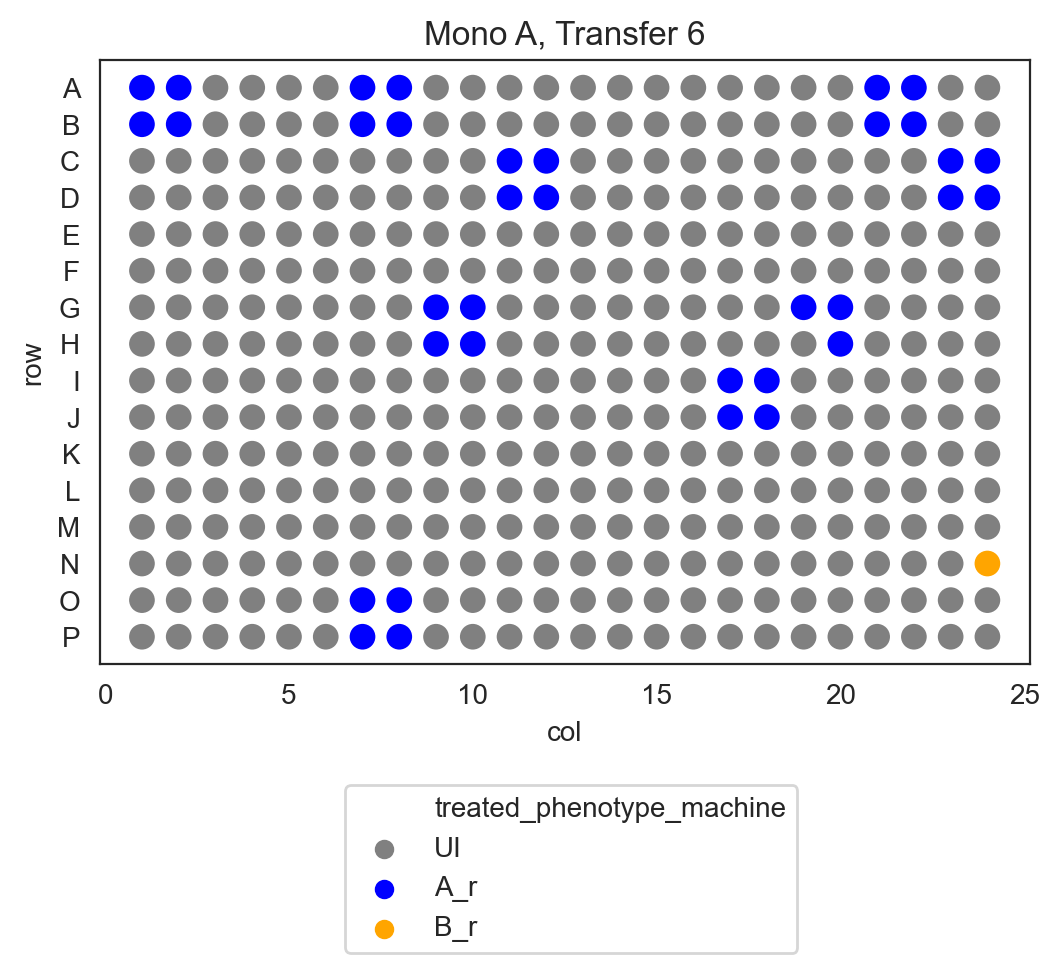 Mono A, Transfer 6
A
B
C
D
E
F
G
H
I
J
K
L
M
N
O
P
row
0 5 10 15 20 25
col
treated_phenotype_machine
UI
A_r
B_r